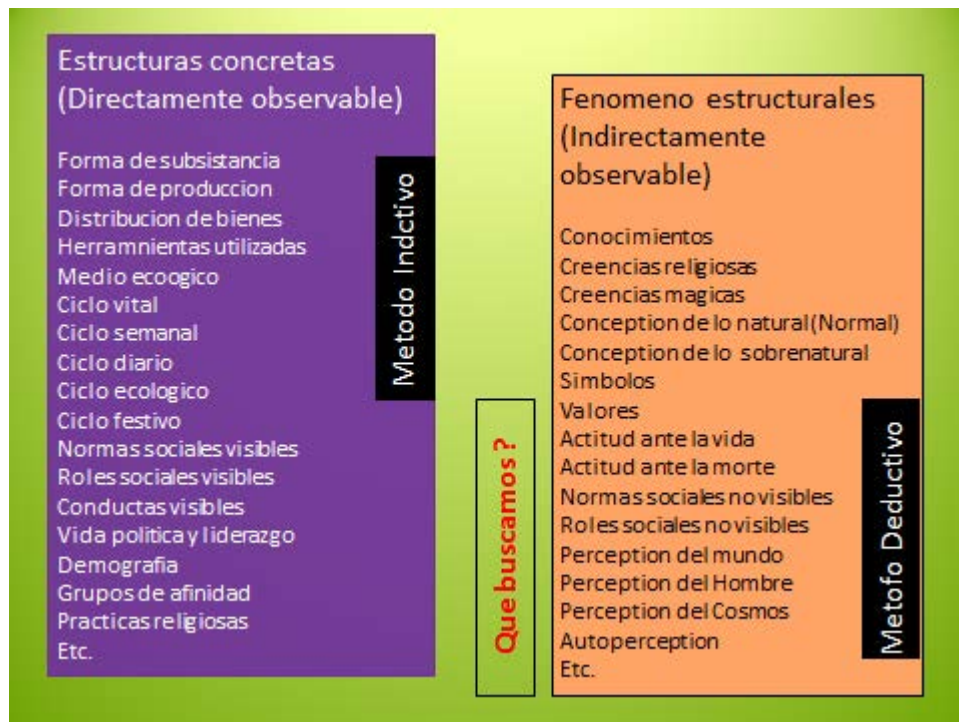 Estructuras concretas
(Directamente observable)
Forma de subsistancia
Forma de produccion
Distribucion de bienes
Herramnientas utilizadas
Medio ecoogico
Ciclo vital
Ciclo semanal
Ciclo diario
Ciclo ecologico
Ciclo festivo
Normas sociales visibles
Roles sociales visibles
Conductas visibles
Vida politica y liderazgo
Demografia
Grupos de afinidad
Practicas religiosas
Etc.
Metodo Indctivo
Que buscamos ?
Fenomeno estructurales
(Indirectamente
observable)
Conocimientos
Creencias religiosas
Creencias magicas
Conception de lo natural (Normal)
Conception de lo sobrenatural
Simbolos
Valores
Actitud ante la vida
Actitud ante la morte
Normas sociales no visibles
Roles sociales no visibles
Perception del mundo
Perception del Hombre
Perception del Cosmos
Autoperception
Etc.
Metofo Deductivo